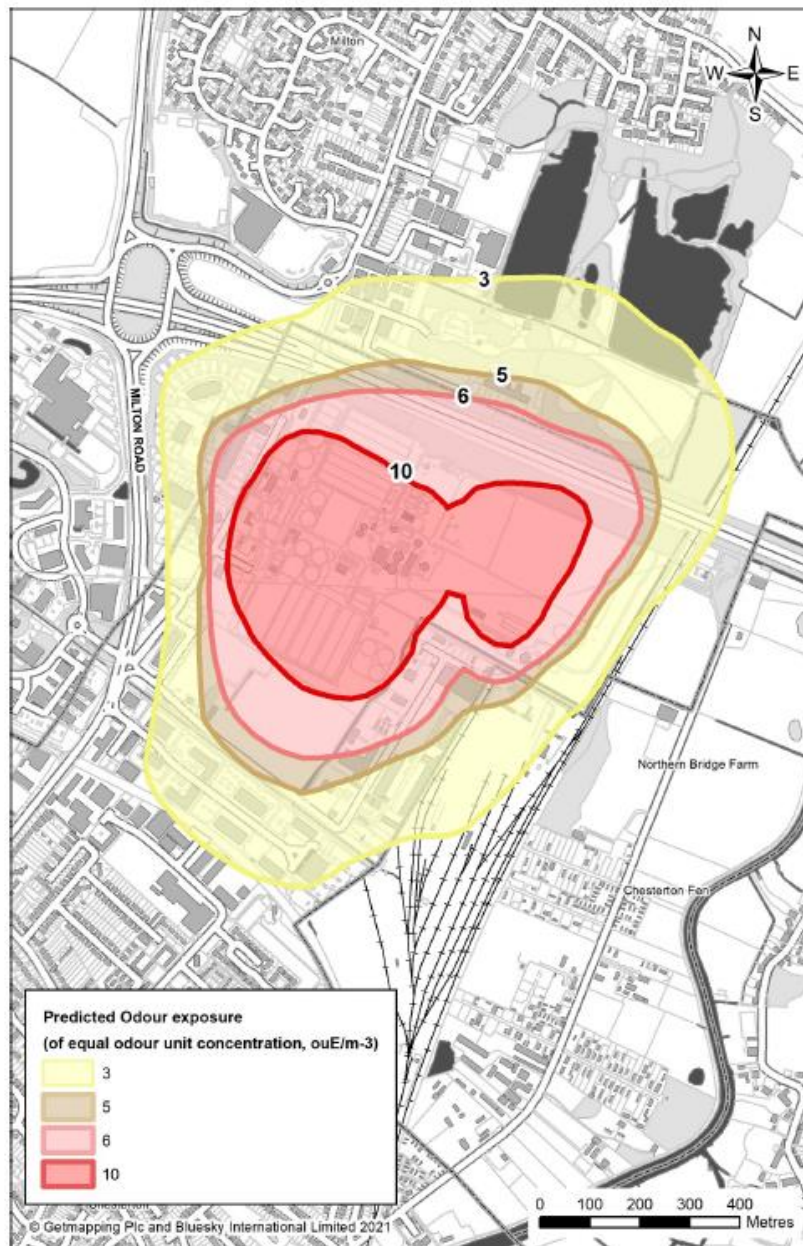 Milton
N
W E
S
3
5
6
10
MILTON ROAD
Northern Bridge Farm
Chesterton Fen
Predicted Odour exposure
(of equal odour unit concentration, ouE/m-3)
3
5
6
10
Chesterton
© Getmapping Plc and Bluesky International Limited 2021
0 100 200 300 400
Metres